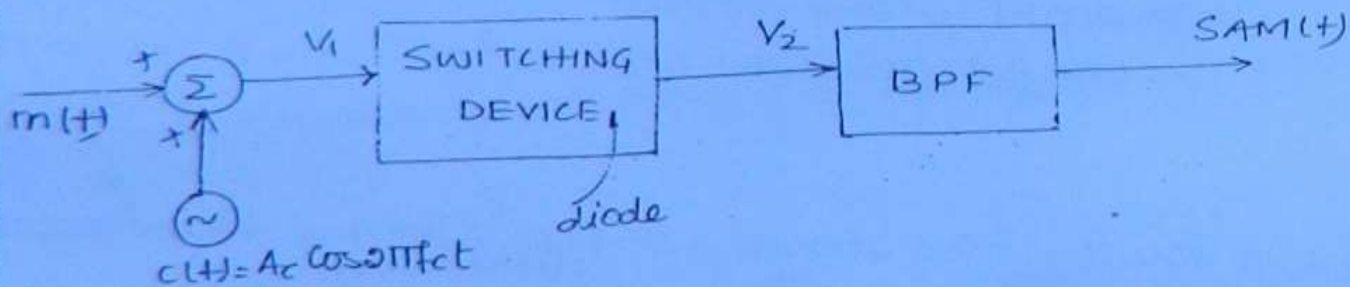 SAM(t)
V₁
SWITCHING
DEVICE
V₂
BPF
+
Σ
m(t)
+
~
diode
c(t)= Ac Cos2πfct